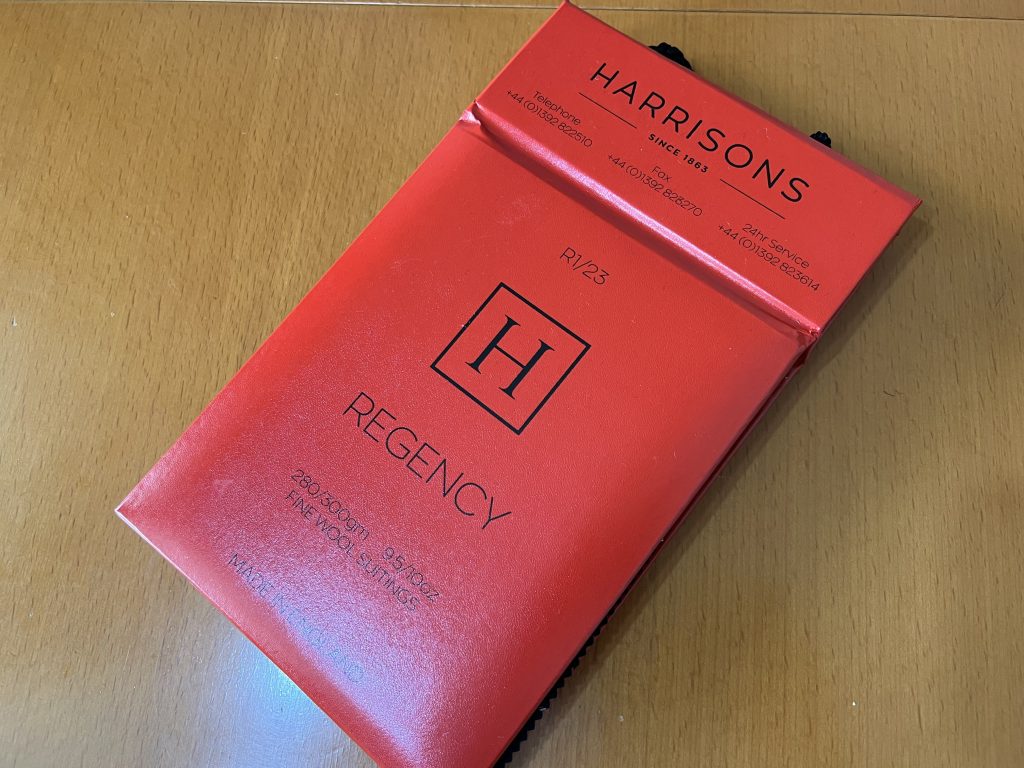 HARRISONS
SINCE 1863
Telephone
+44 (0)1392 822510
Fax
+44 (0)1392 828270
24hr Service
+44 (0)1392 823614
R1/23
H
REGENCY
280/300gm 9.5/10oz
FINE WOOL SUITINGS
MADE IN ENGLAND